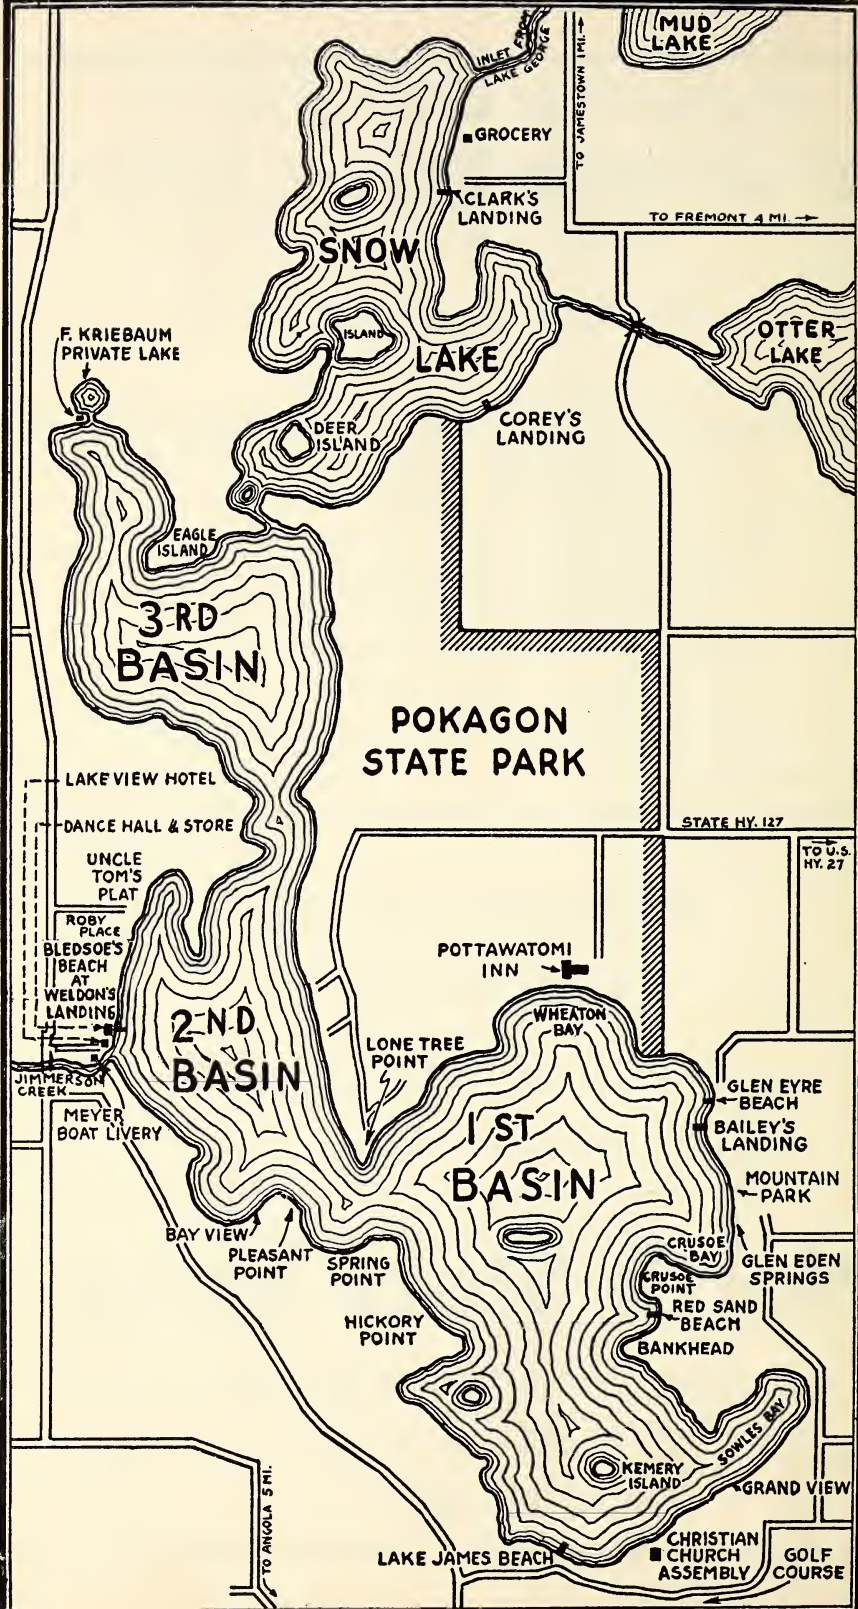 MUD
LAKE
INLET FROM
LAKE GEORGE
TO JAMESTOWN 1 MI.
GROCERY
CLARK'S
LANDING
TO FREMONT 4 MI.
SNOW
LAKE
ISLAND
OTTER
LAKE
F. KRIEBAUM
PRIVATE LAKE
DEER
ISLAND
COREY'S
LANDING
EAGLE
ISLAND
3RD
BASIN
POKAGON
STATE PARK
LAKE VIEW HOTEL
DANCE HALL & STORE
STATE HY. 127
TO U.S.
HY. 27
UNCLE
TOM'S
PLAT
ROBY
PLACE
BLEDSOE'S
BEACH
AT
WELDON'S
LANDING
POTTAWATOMI
INN
WHEATON
BAY
2ND
BASIN
LONE TREE
POINT
JIMMERSON
CREEK
MEYER
BOAT LIVERY
GLEN EYRE
BEACH
BAILEY'S
LANDING
1ST
BASIN
MOUNTAIN
PARK
BAY VIEW
PLEASANT
POINT
SPRING
POINT
CRUSOE
BAY
GLEN EDEN
SPRINGS
CRUSOE
POINT
RED SAND
BEACH
HICKORY
POINT
BANKHEAD
SOWLES BAY
KEMERY
ISLAND
GRAND VIEW
TO ANGOLA 5 MI.
LAKE JAMES BEACH
CHRISTIAN
CHURCH
ASSEMBLY
GOLF
COURSE